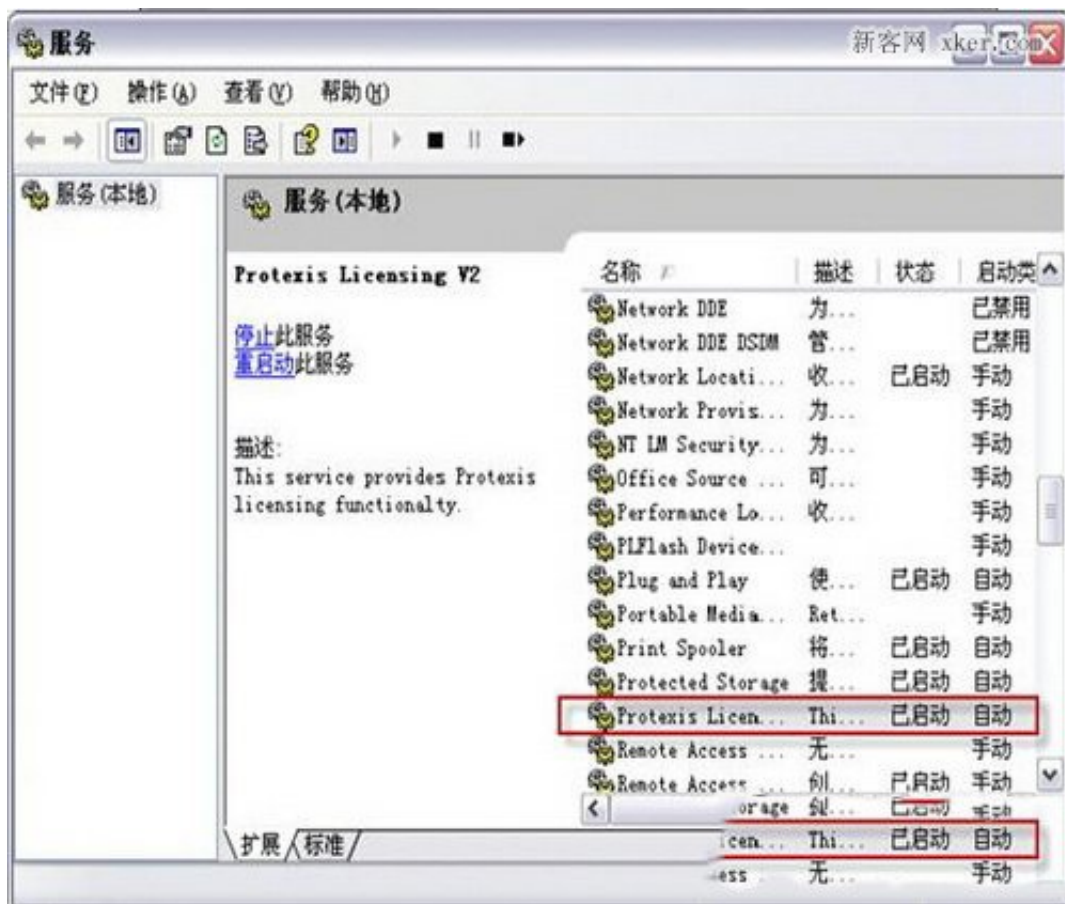 服务
新客网 xker.com
文件(F) 操作(A) 查看(V) 帮助(H)
服务(本地)
服务(本地)
Protexis Licensing V2
停止此服务
重启动此服务
描述:
This service provides Protexis
licensing functionalty.
名称 描述 状态 启动类
Network DDE 为... 已禁用
Network DDE DSDM 管... 已禁用
Network Locati... 收... 已启动 手动
Network Provis... 为... 手动
NT LM Security... 为... 手动
Office Source ... 可... 手动
Performance Lo... 收... 手动
PLFlash Device... 手动
Plug and Play 使... 已启动 自动
Portable Media... Ret... 手动
Print Spooler 将... 已启动 自动
Protected Storage 提... 已启动 自动
Protexis Licen... Thi... 已启动 自动
Remote Access ... 无... 手动
Remote Access ... 创... 已启动 手动
orage 已启动
icen... Thi... 已启动 自动
ess 无... 手动
扩展 标准